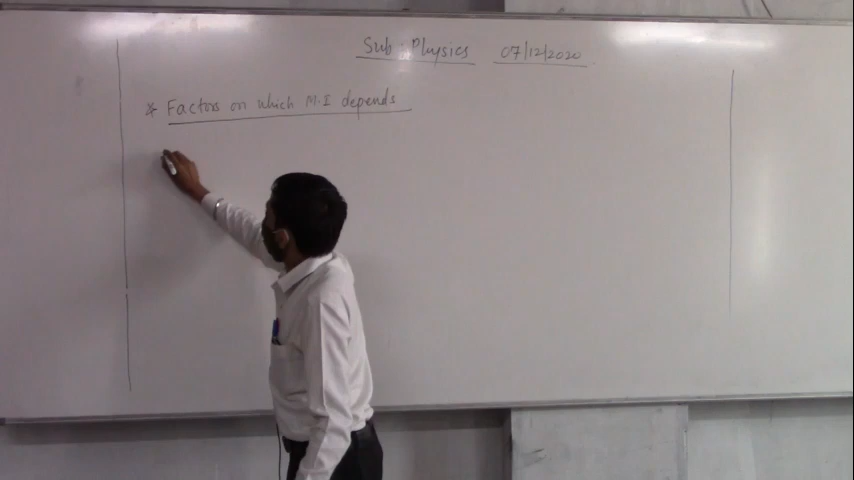 Sub : Physics 07/12/2020
* Factors on which M.I depends